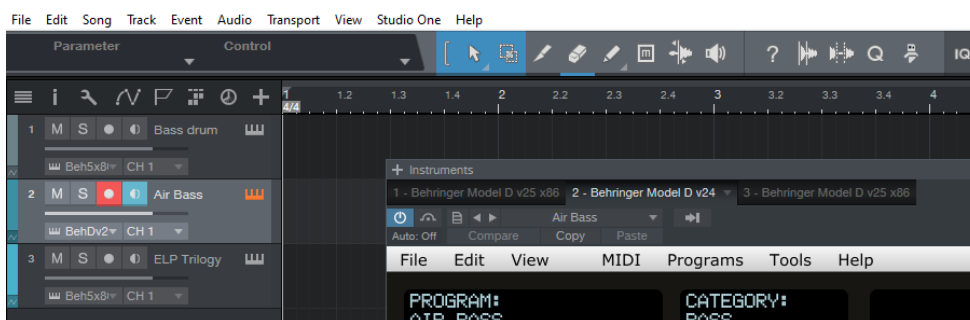 File Edit Song Track Event Audio Transport View Studio One Help
Parameter Control
? Q IQ
i 1 1.2 1.3 1.4 2 2.2 2.3 2.4 3 3.2 3.3 3.4 4
4/4
1 M S Bass drum
Beh5x8 CH 1
Instruments
1 - Behringer Model D v25 x86 2 - Behringer Model D v24 3 - Behringer Model D v25 x86
2 M S Air Bass
Air Bass
BehDv2 CH 1
Auto: Off Compare Copy Paste
3 M S ELP Trilogy
File Edit View MIDI Programs Tools Help
Beh5x8 CH 1
PROGRAM: CATEGORY:
AIR BASS BASS